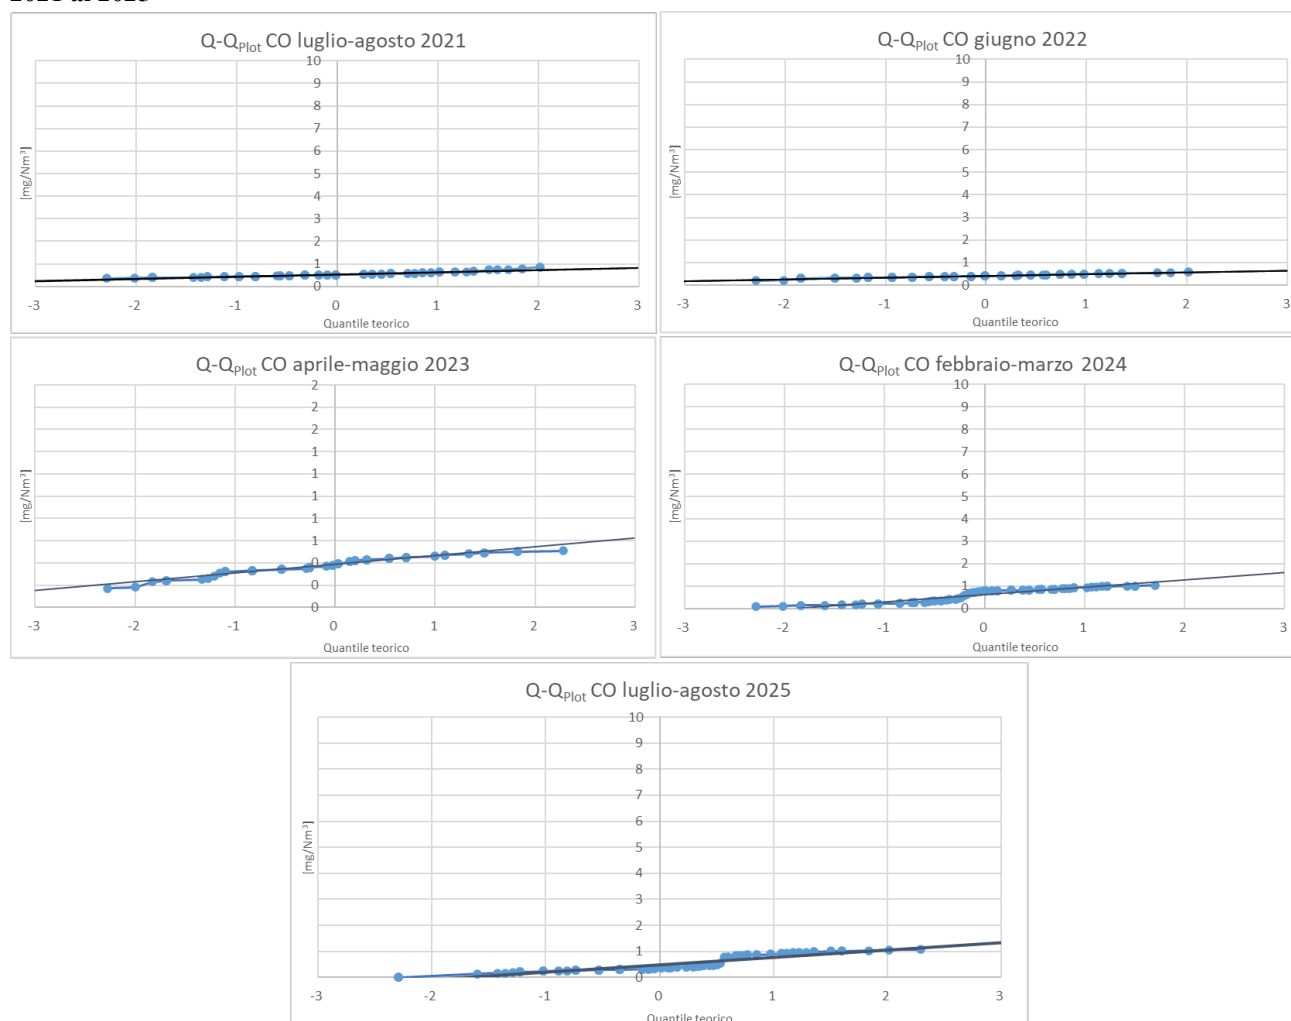 Q-QPlot CO luglio-agosto 2021
10
9
8
7
6
5
4
3
2
1
0
[mg/Nm³]
-3 -2 -1 0 1 2 3
Quantile teorico
Q-QPlot CO giugno 2022
10
9
8
7
6
5
4
3
2
1
0
[mg/Nm³]
-3 -2 -1 0 1 2 3
Quantile teorico
Q-QPlot CO aprile-maggio 2023
2
2
2
1
1
1
1
1
0
0
0
[mg/Nm³]
-3 -2 -1 0 1 2 3
Quantile teorico
Q-QPlot CO febbraio-marzo 2024
10
9
8
7
6
5
4
3
2
1
0
[mg/Nm³]
-3 -2 -1 0 1 2 3
Quantile teorico
Q-QPlot CO luglio-agosto 2025
10
9
8
7
6
5
4
3
2
1
0
[mg/Nm³]
-3 -2 -1 0 1 2 3
Quantile teorico